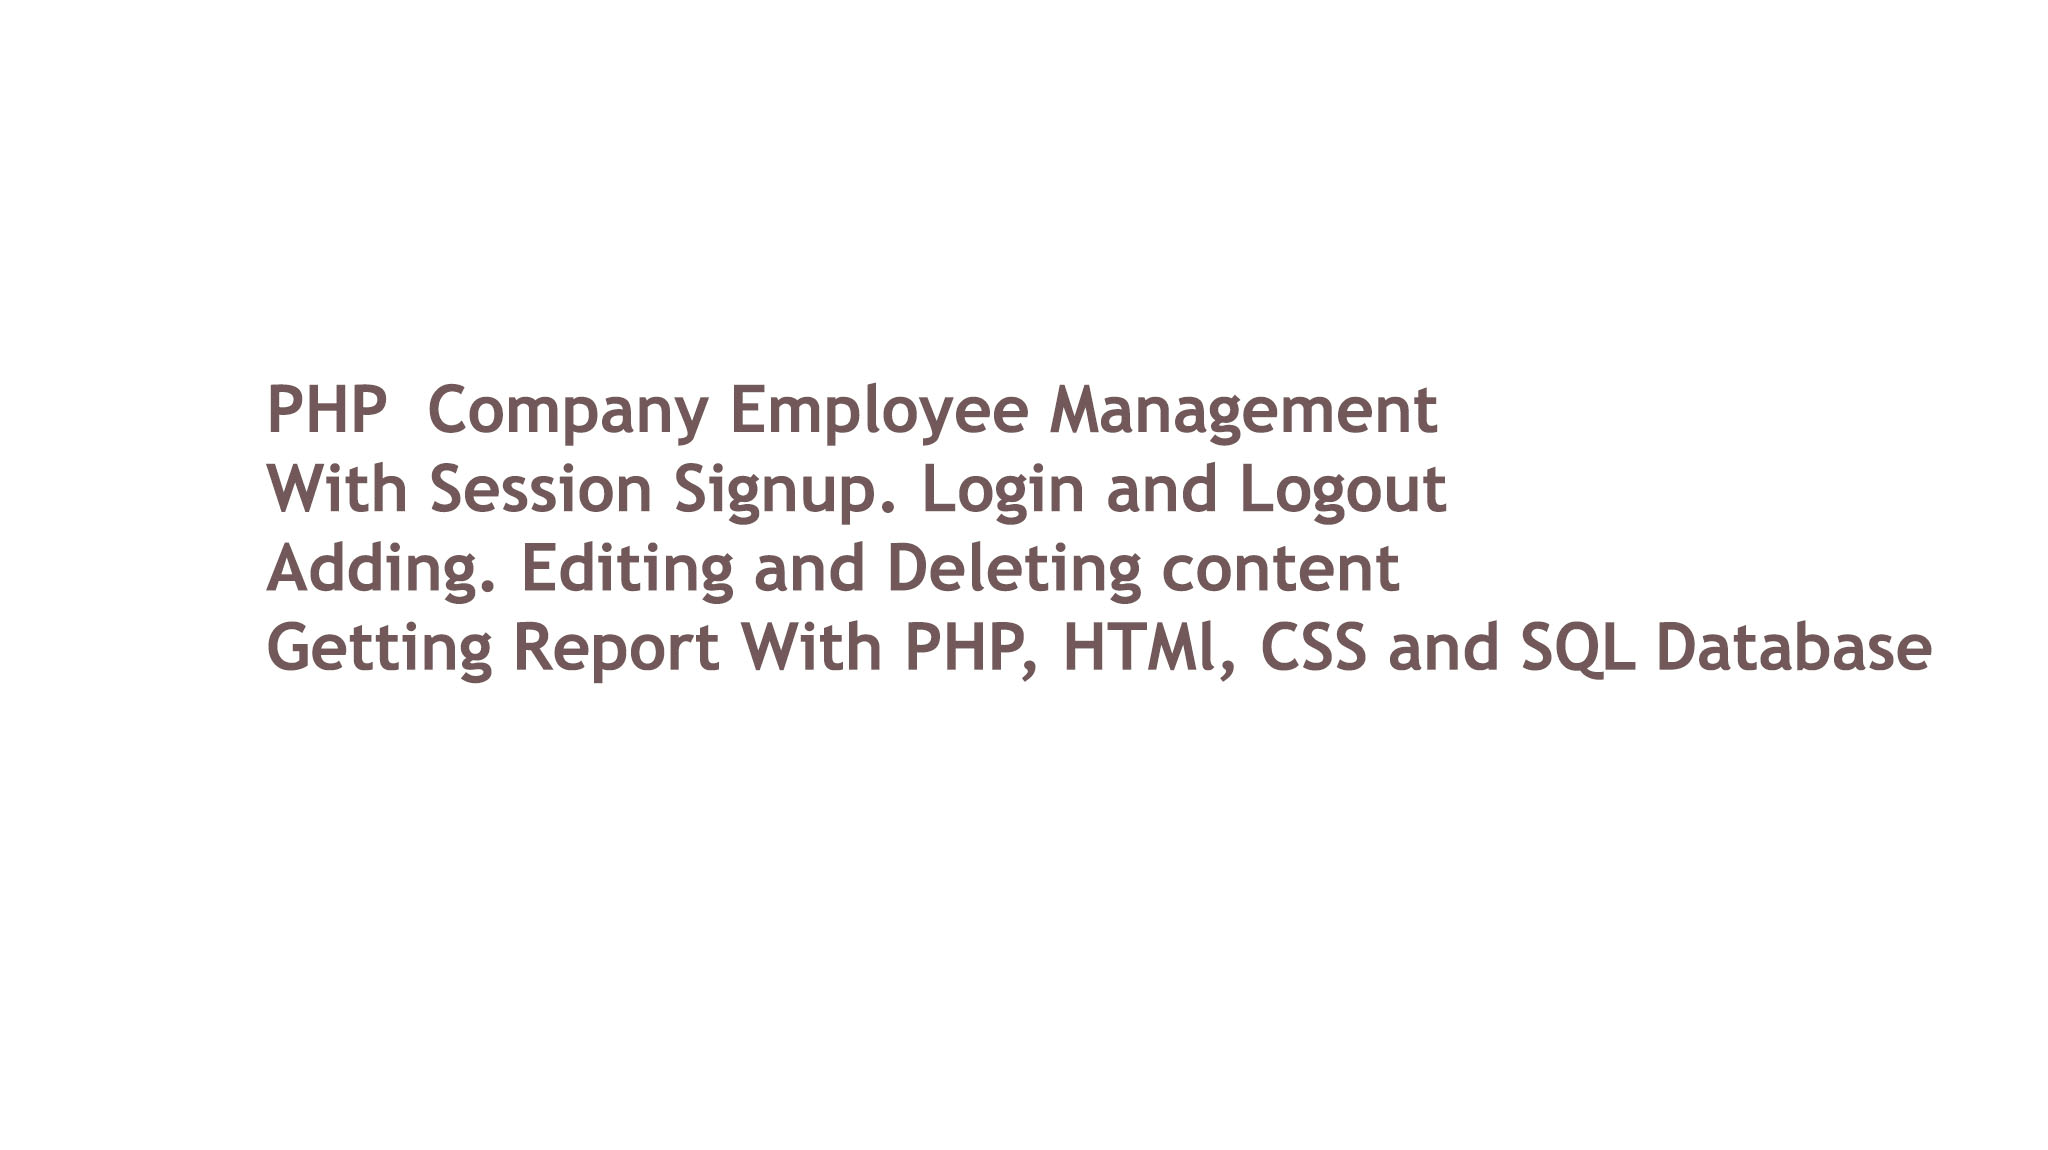 PHP  Company Employee Management
With Session Signup. Login and Logout
Adding. Editing and Deleting content
Getting Report With PHP, HTMl, CSS and SQL Database